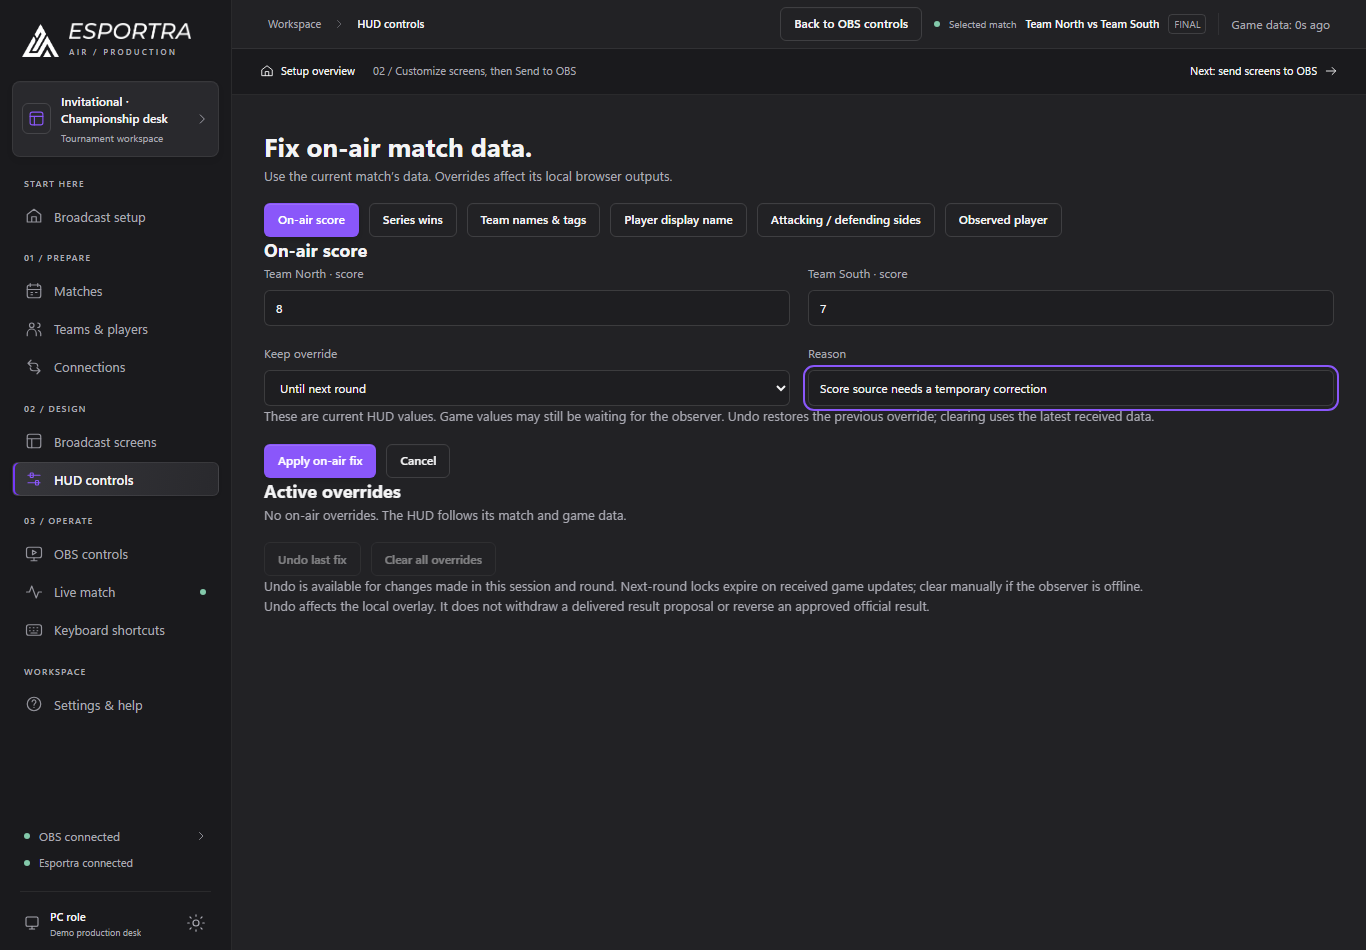 ESPORTRA
AIR / PRODUCTION
Invitational ·
Championship desk
Tournament workspace
START HERE
Broadcast setup
01 / PREPARE
Matches
Teams & players
Connections
02 / DESIGN
Broadcast screens
HUD controls
03 / OPERATE
OBS controls
Live match
Keyboard shortcuts
WORKSPACE
Settings & help
OBS connected
Esportra connected
PC role
Demo production desk
Workspace
HUD controls
Back to OBS controls
Selected match
Team North vs Team South
FINAL
Game data: 0s ago
Setup overview
02 / Customize screens, then Send to OBS
Next: send screens to OBS
Fix on-air match data.
Use the current match's data. Overrides affect its local browser outputs.
On-air score
Series wins
Team names & tags
Player display name
Attacking / defending sides
Observed player
On-air score
Team North · score
Team South · score
8
7
Keep override
Reason
Until next round
Score source needs a temporary correction
These are current HUD values. Game values may still be waiting for the observer. Undo restores the previous override; clearing uses the latest received data.
Apply on-air fix
Cancel
Active overrides
No on-air overrides. The HUD follows its match and game data.
Undo last fix
Clear all overrides
Undo is available for changes made in this session and round. Next-round locks expire on received game updates; clear manually if the observer is offline.
Undo affects the local overlay. It does not withdraw a delivered result proposal or reverse an approved official result.